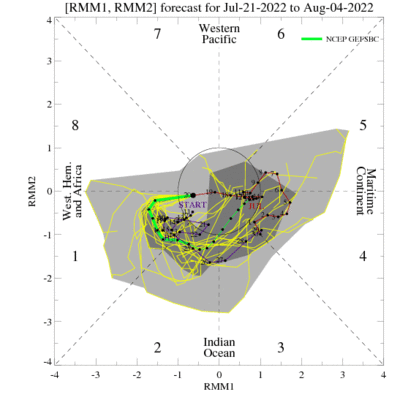 [RMM1, RMM2] forecast for Jul-21-2022 to Aug-04-2022
4
3
2
1
0
-1
-2
-3
-4
RMM2
7
Western
Pacific
6
NCEP GEFSBC
8
5
West. Hem.
and Africa
Maritime
Continent
START
1
4
2
Indian
Ocean
3
-4
-3
-2
-1
0
1
2
3
4
RMM1